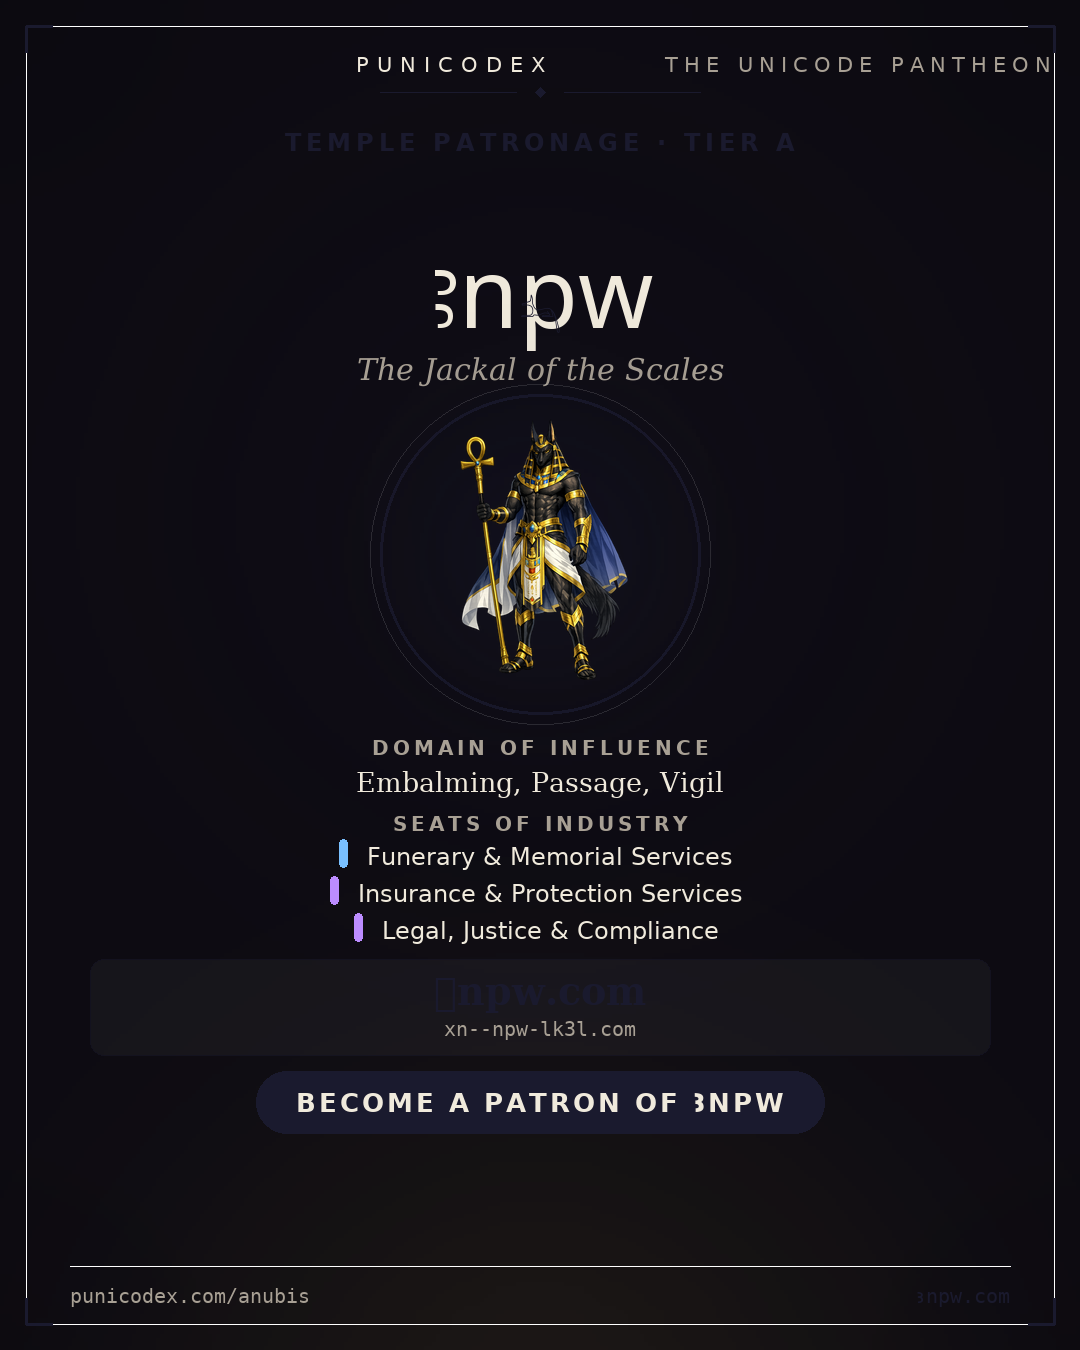 PUNICODEX THE UNICODE PANTHEON
TEMPLE PATRONAGE · TIER A
ꜣnpw
The Jackal of the Scales
DOMAIN OF INFLUENCE
Embalming, Passage, Vigil
SEATS OF INDUSTRY
Funerary & Memorial Services
Insurance & Protection Services
Legal, Justice & Compliance
npw.com
xn--npw-lk3l.com
BECOME A PATRON OF ꜣNPW
punicodex.com/anubis ꜣnpw.com